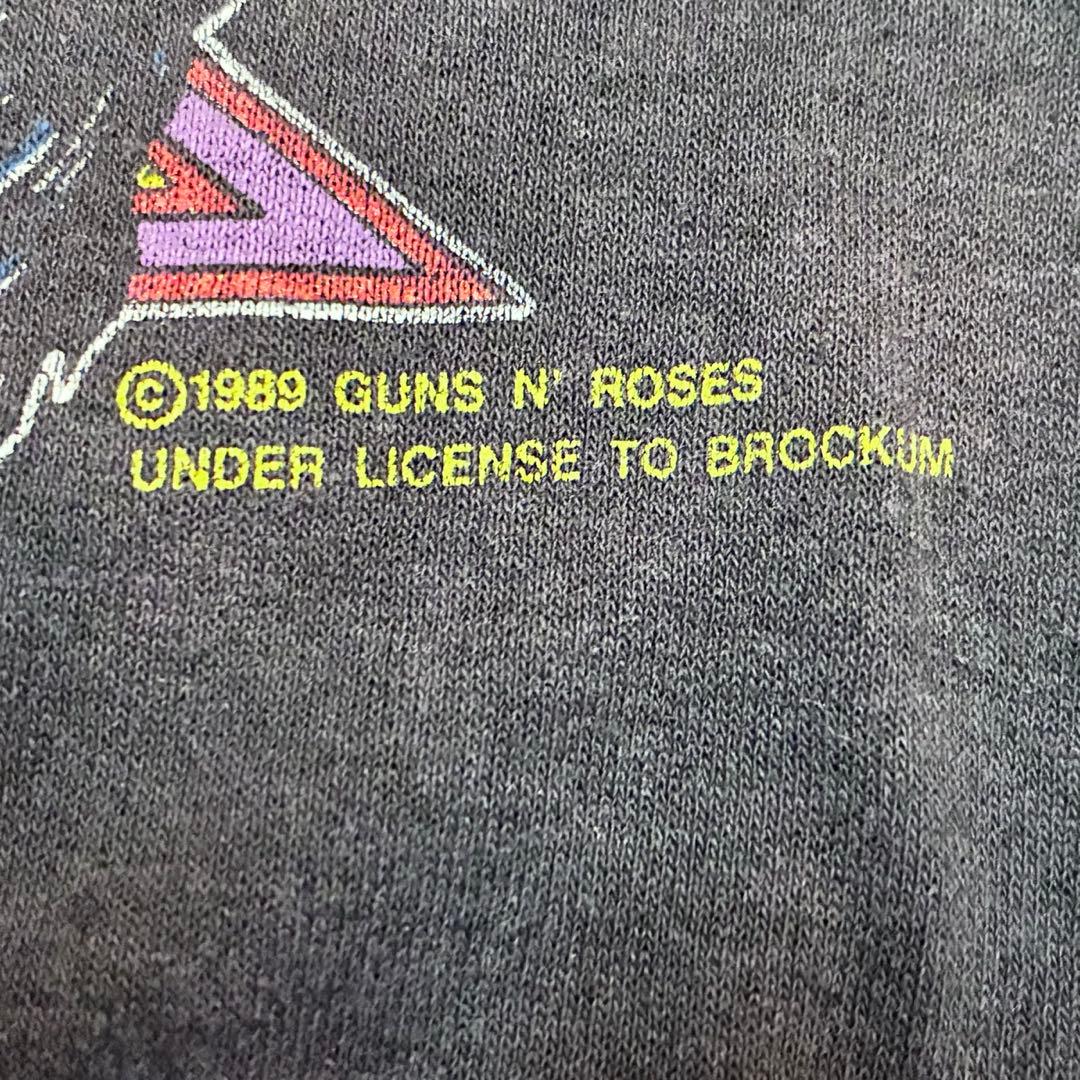 ©1989 GUNS N' ROSES
UNDER LICENSE TO BROCKUM